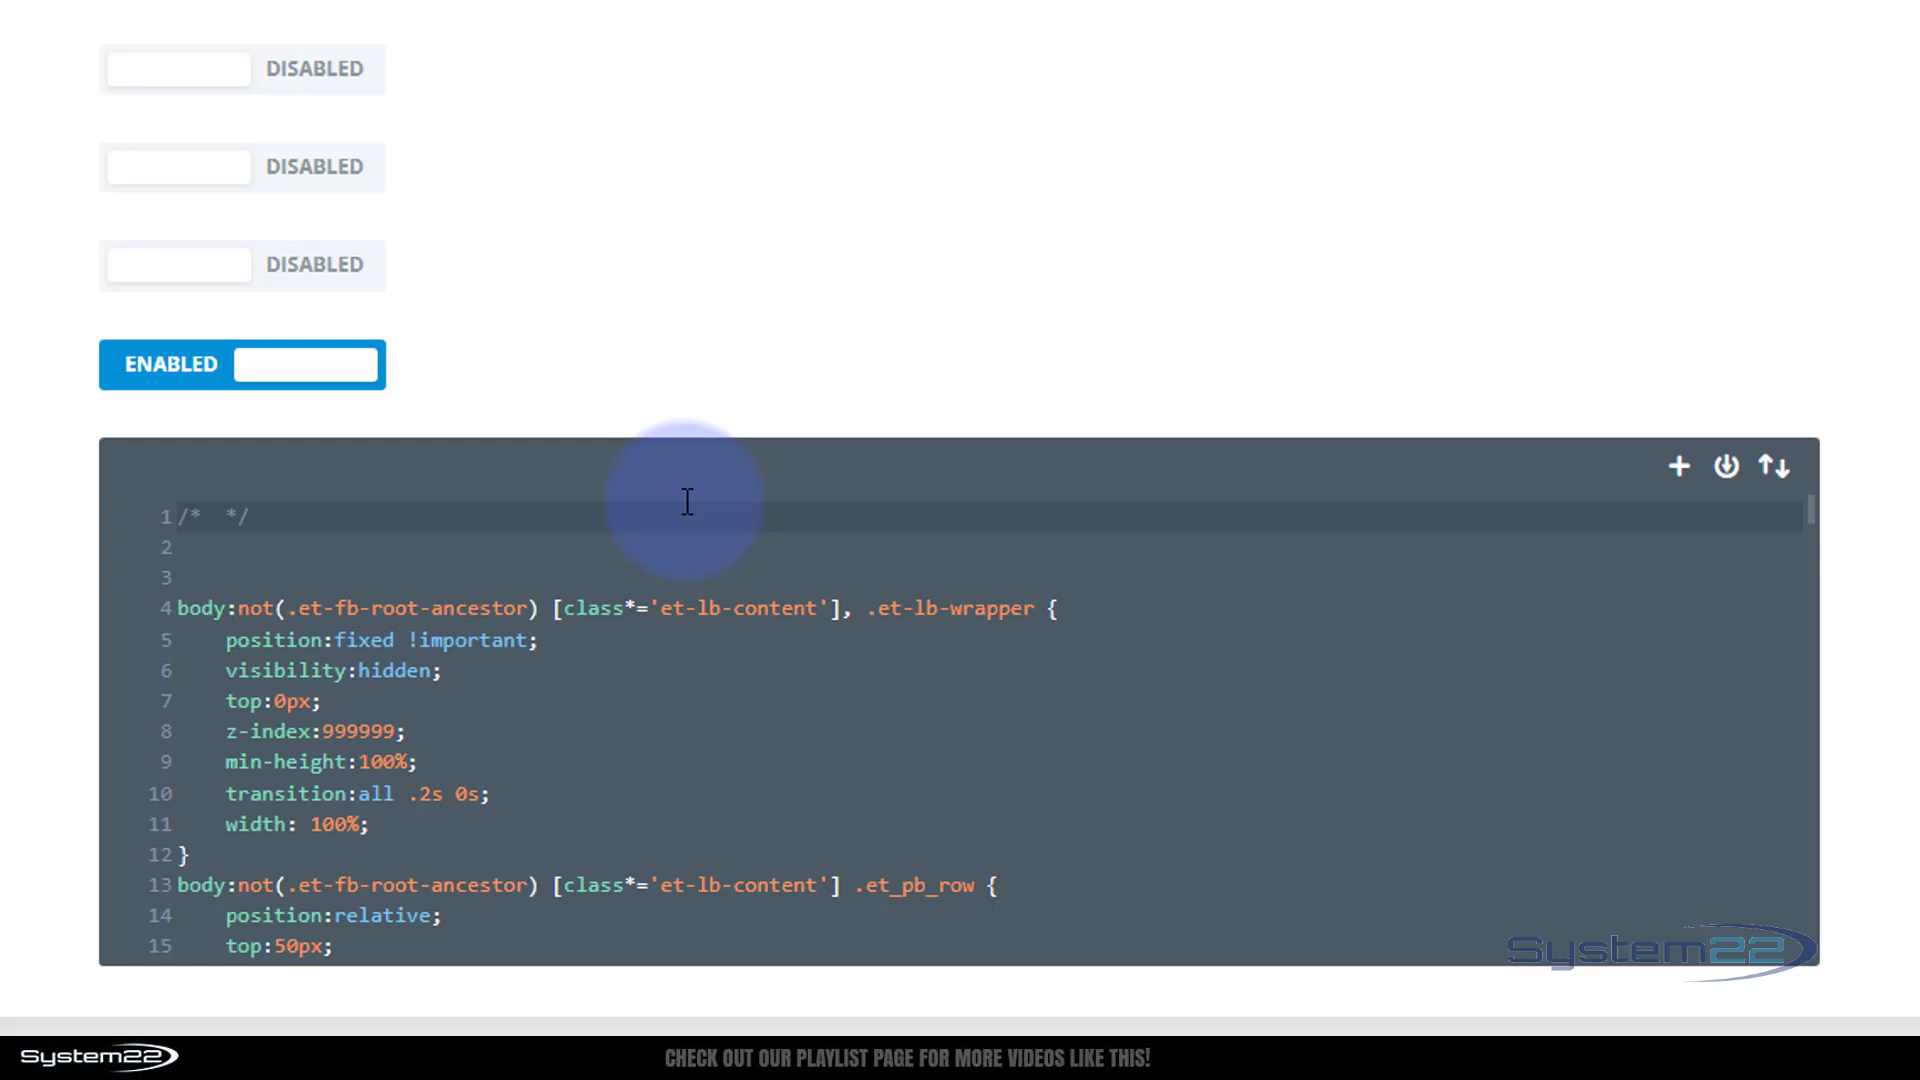 DISABLED
DISABLED
DISABLED
ENABLED
1 /*  */
2
3
4 body:not(.et-fb-root-ancestor) [class*='et-lb-content'], .et-lb-wrapper {
5     position:fixed !important;
6     visibility:hidden;
7     top:0px;
8     z-index:999999;
9     min-height:100%;
10     transition:all .2s 0s;
11     width: 100%;
12 }
13 body:not(.et-fb-root-ancestor) [class*='et-lb-content'] .et_pb_row {
14     position:relative;
15     top:50px;
System22
System22
CHECK OUT OUR PLAYLIST PAGE FOR MORE VIDEOS LIKE THIS!